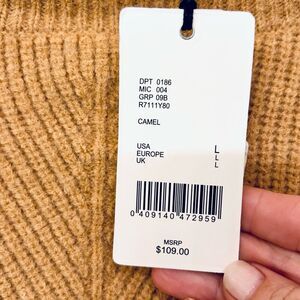 DPT 0186
MIC 004
GRP 09B
R7111Y80
CAMEL
USA L
EUROPE L
UK L
0 409140 472959
MSRP
$109.00